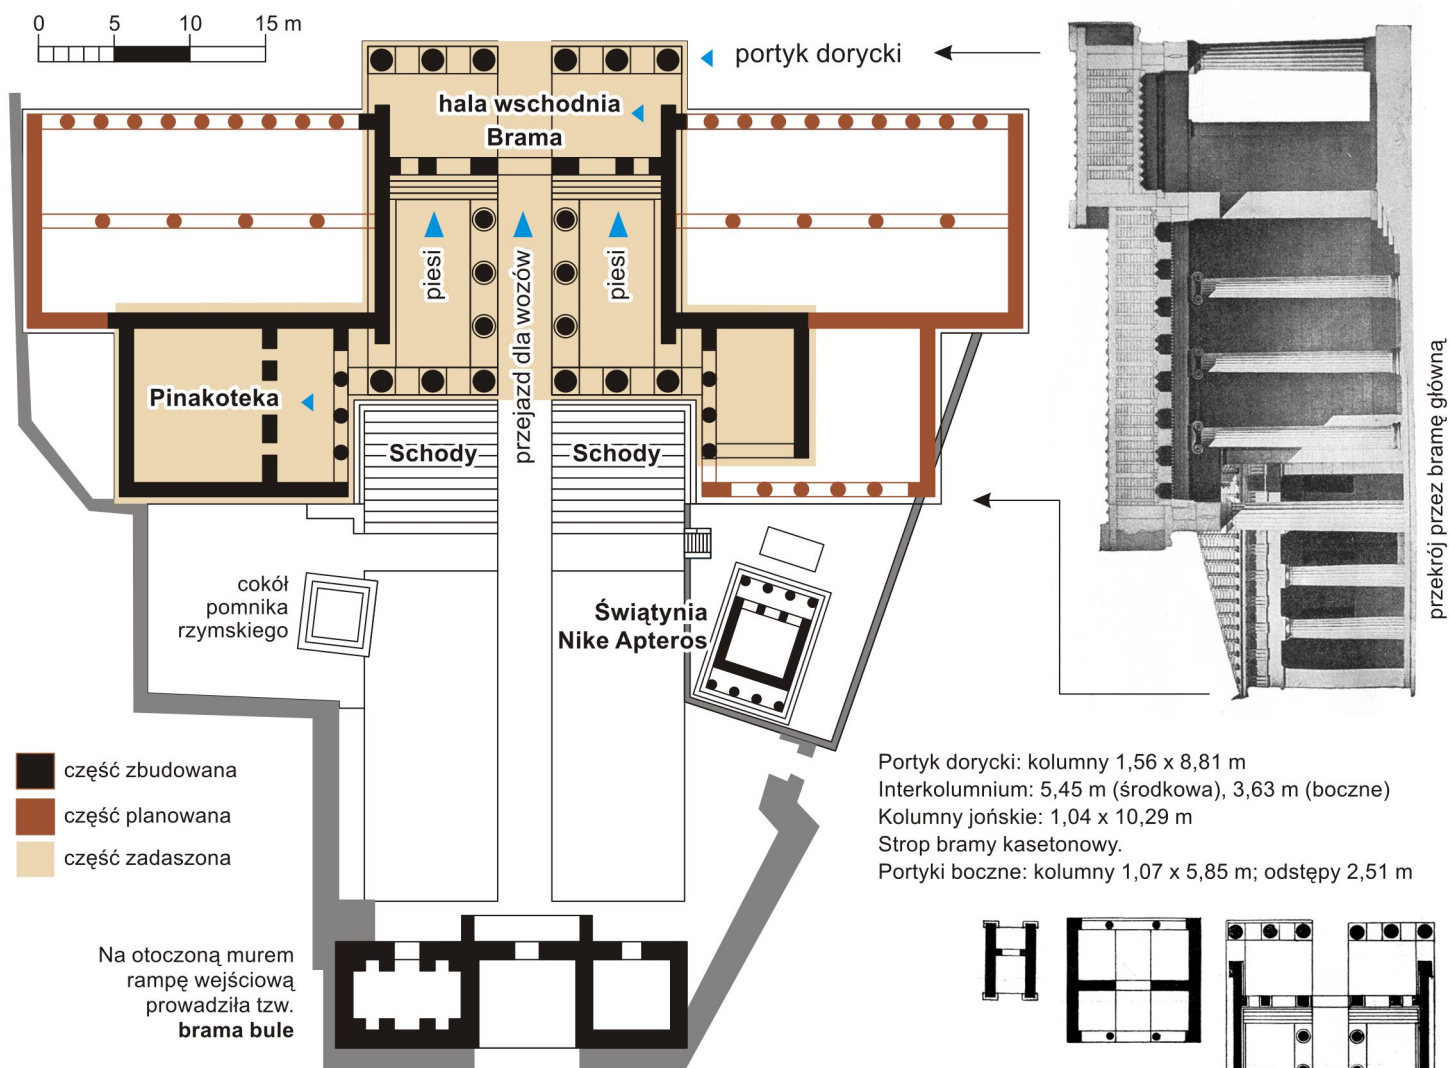 0 5 10 15 m
portyk dorycki
hala wschodnia
Brama
piesi
przejazd dla wozów
piesi
Pinakoteka
Schody
Schody
cokół
pomnika
rzymskiego
Świątynia
Nike Apteros
przekrój przez bramę główną
część zbudowana
część planowana
część zadaszona
Portyk dorycki: kolumny 1,56 x 8,81 m
Interkolumnium: 5,45 m (środkowa), 3,63 m (boczne)
Kolumny jońskie: 1,04 x 10,29 m
Strop bramy kasetonowy.
Portyki boczne: kolumny 1,07 x 5,85 m; odstępy 2,51 m
Na otoczoną murem
rampę wejściową
prowadziła tzw.
brama bule